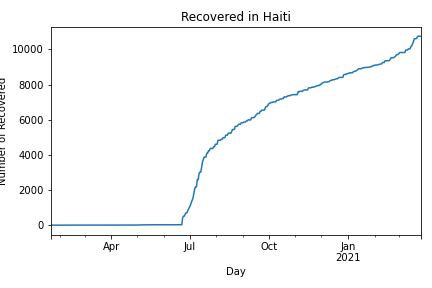 Recovered in Haiti
Number of Recovered
10000
8000
6000
4000
2000
0
Apr
Jul
Oct
Jan
2021
Day